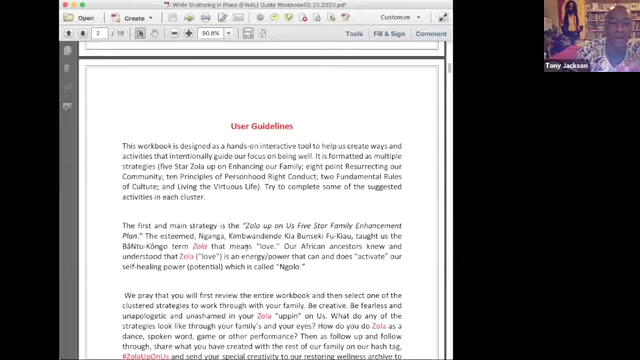 While Sheltering in Place (FINAL) Guide Workbook02.25.2020.pdf
Open
Create
Customize
2 / 18
90.8%
Tools
Fill & Sign
Comment
Tony Jackson
User Guidelines
This workbook is designed as a hands-on interactive tool to help us create ways and
activities that intentionally guide our focus on being well. It is formatted as multiple
strategies (five Star Zola up on Enhancing our Family; eight point Resurrecting our
Community; ten Principles of Personhood Right Conduct; two Fundamental Rules
of Culture; and Living the Virtuous Life). Try to complete some of the suggested
activities in each cluster.
The first and main strategy is the "Zola up on Us Five Star Family Enhancement
Plan." The esteemed, Nganga, Kimbwandende Kia Bunseki Fu-Kiau, taught us the
BâNtu-Kôngo term Zola that means "love." Our African ancestors knew and
understood that Zola ("love") is an energy/power that can and does "activate" our
self-healing power (potential) which is called "Ngolo."
We pray that you will first review the entire workbook and then select one of the
clustered strategies to work through with your family. Be creative. Be fearless and
unapologetic and unashamed in your Zola "uppin" on Us. What do any of the
strategies look like through your family's and your eyes? How do you do Zola as a
dance, spoken word, game or other performance? Then as follow up and follow
through, share what you have created with the rest of our family on our hash tag,
#ZolaUpOnUs and send your special creativity to our restoring wellness archive to